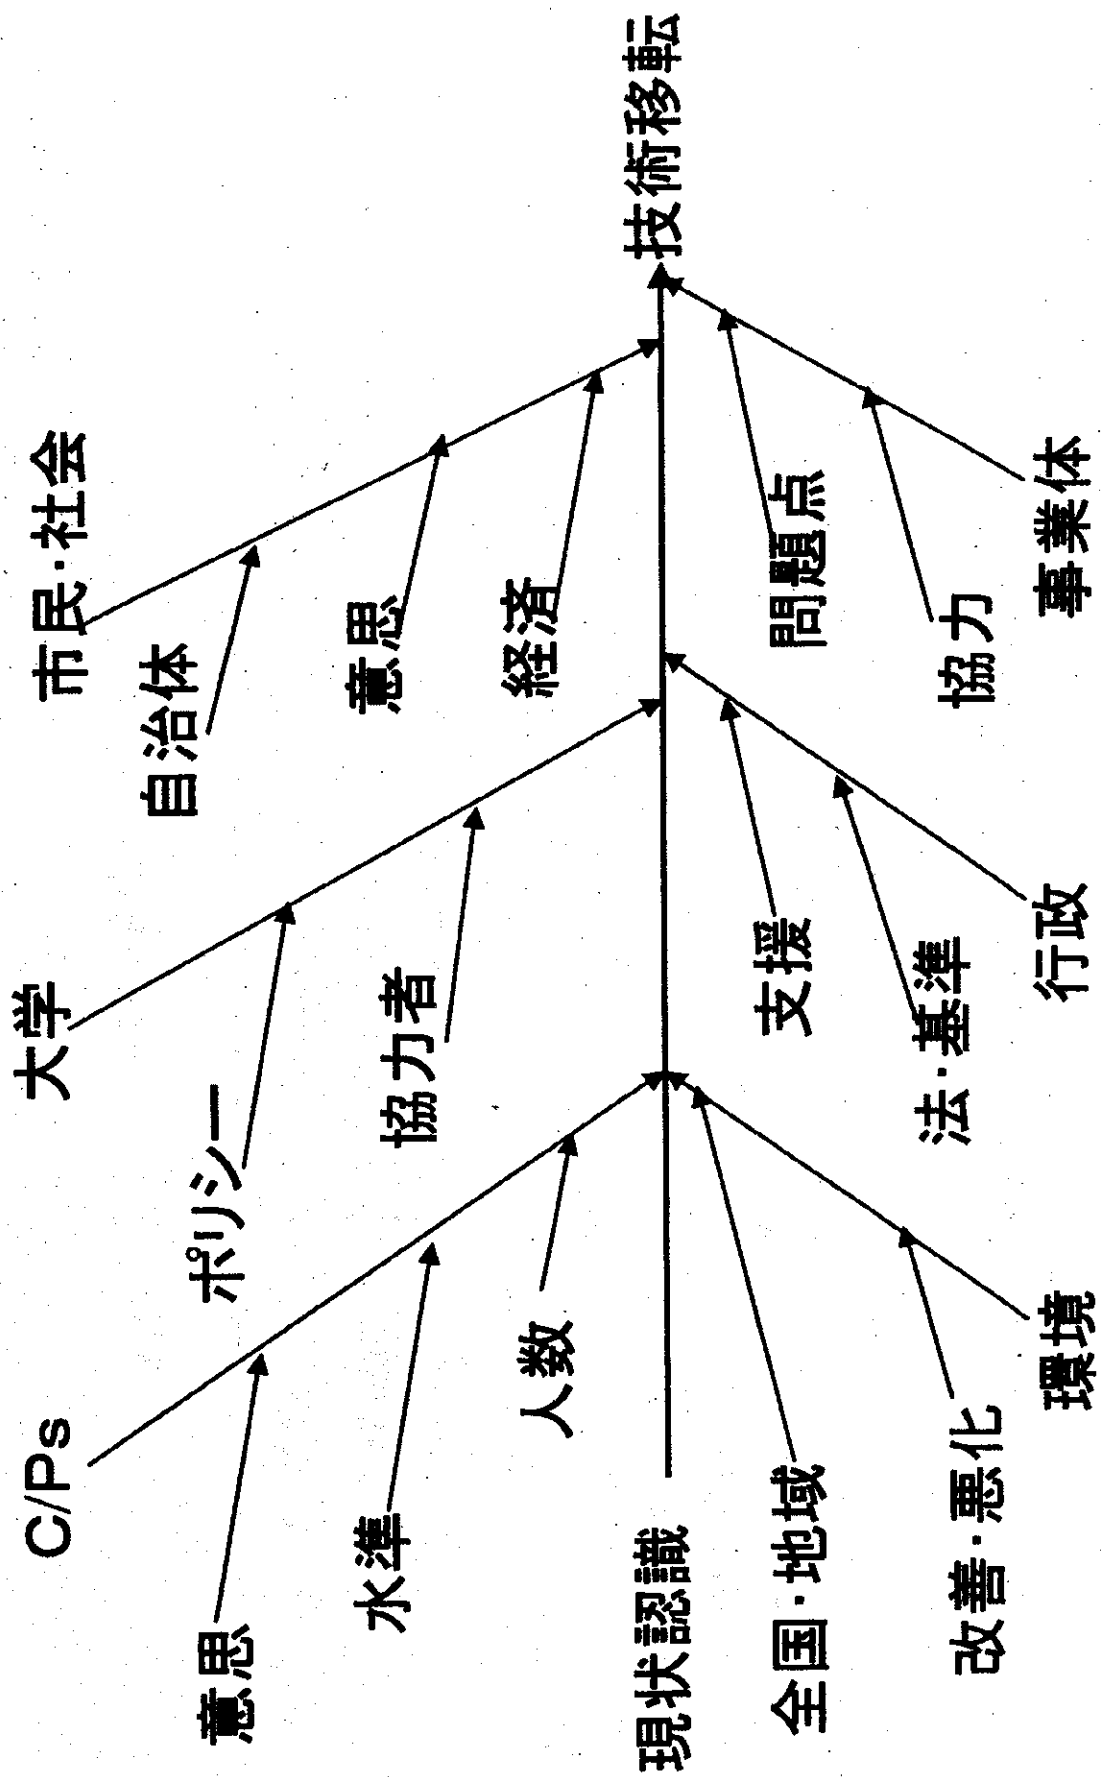 C/Ps
大学
市民・社会
意思
ポリシー
自治体
水準
協力者
意思
人数
経済
現状認識
技術移転
全国・地域
支援
問題点
改善・悪化
法・基準
協力
環境
行政
事業体